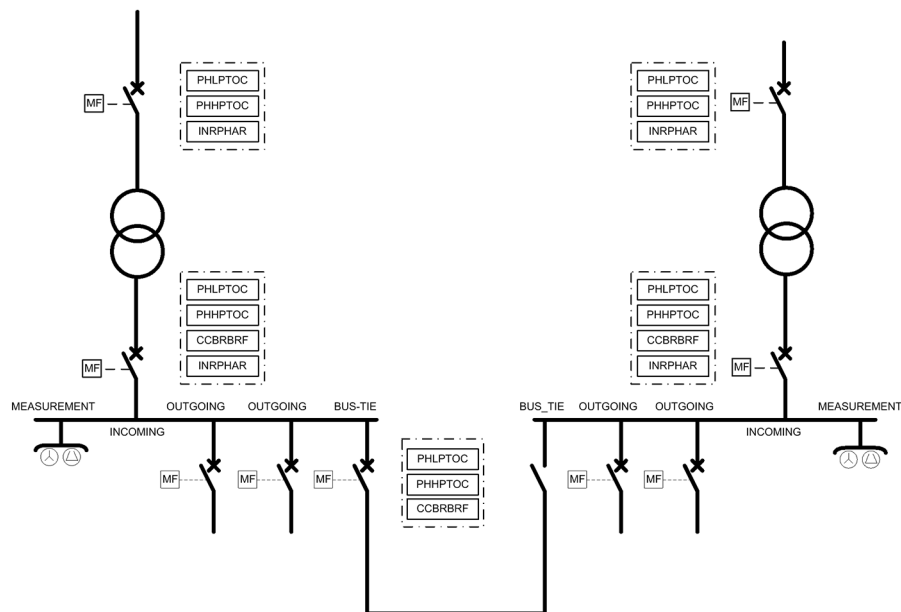 PHLPTOC
PHHPTOC
INRPHAR
MF
PHLPTOC
PHHPTOC
INRPHAR
MF
PHLPTOC
PHHPTOC
CCBRBRF
INRPHAR
MF
PHLPTOC
PHHPTOC
CCBRBRF
INRPHAR
MF
MEASUREMENT
OUTGOING
OUTGOING
BUS-TIE
BUS_TIE
OUTGOING
OUTGOING
MEASUREMENT
INCOMING
INCOMING
MF
MF
MF
PHLPTOC
PHHPTOC
CCBRBRF
MF
MF